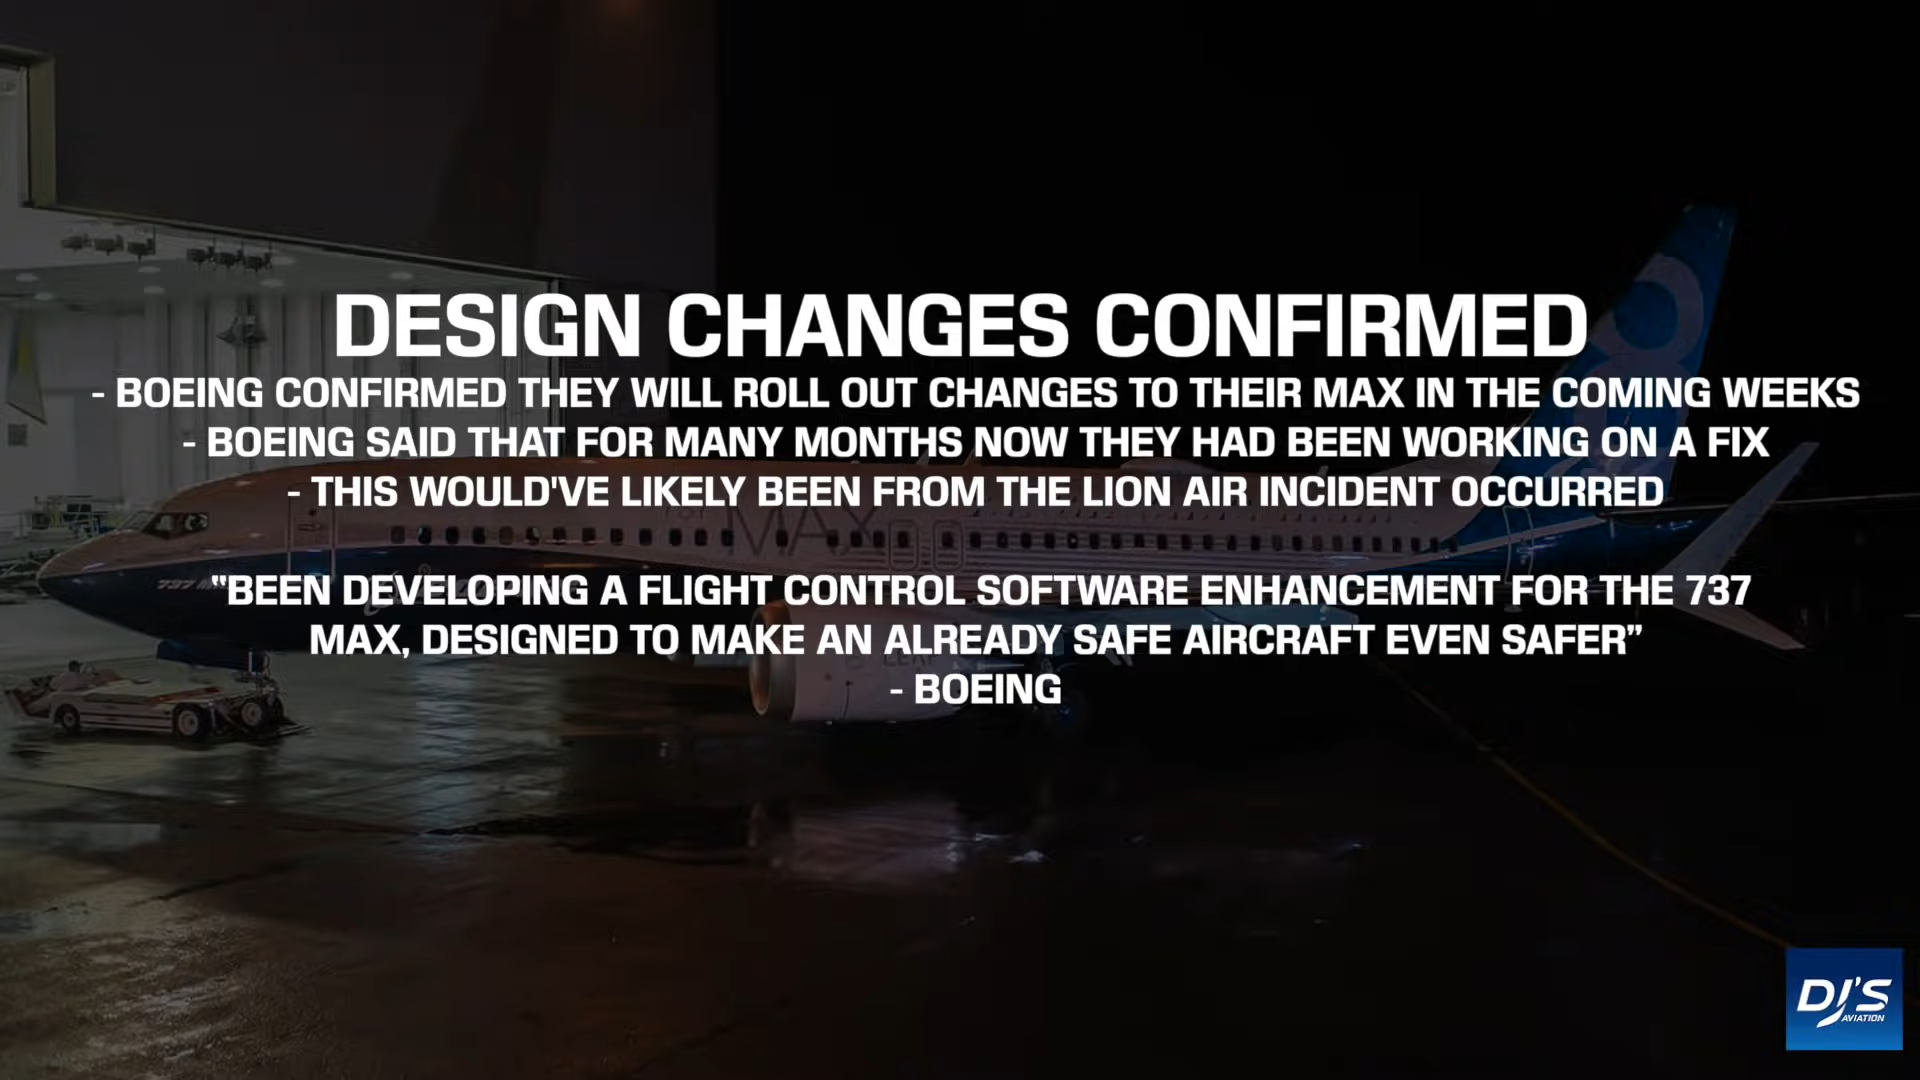 DESIGN CHANGES CONFIRMED
- BOEING CONFIRMED THEY WILL ROLL OUT CHANGES TO THEIR MAX IN THE COMING WEEKS
- BOEING SAID THAT FOR MANY MONTHS NOW THEY HAD BEEN WORKING ON A FIX
- THIS WOULD'VE LIKELY BEEN FROM THE LION AIR INCIDENT OCCURRED
"BEEN DEVELOPING A FLIGHT CONTROL SOFTWARE ENHANCEMENT FOR THE 737
MAX, DESIGNED TO MAKE AN ALREADY SAFE AIRCRAFT EVEN SAFER”
- BOEING
MAX
737
DJ'S
AVIATION